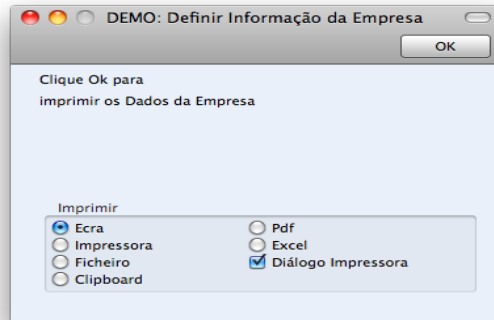 DEMO: Definir Informação da Empresa
OK
Clique Ok para
imprimir os Dados da Empresa
Imprimir
Ecra
Pdf
Impressora
Excel
Ficheiro
Diálogo Impressora
Clipboard